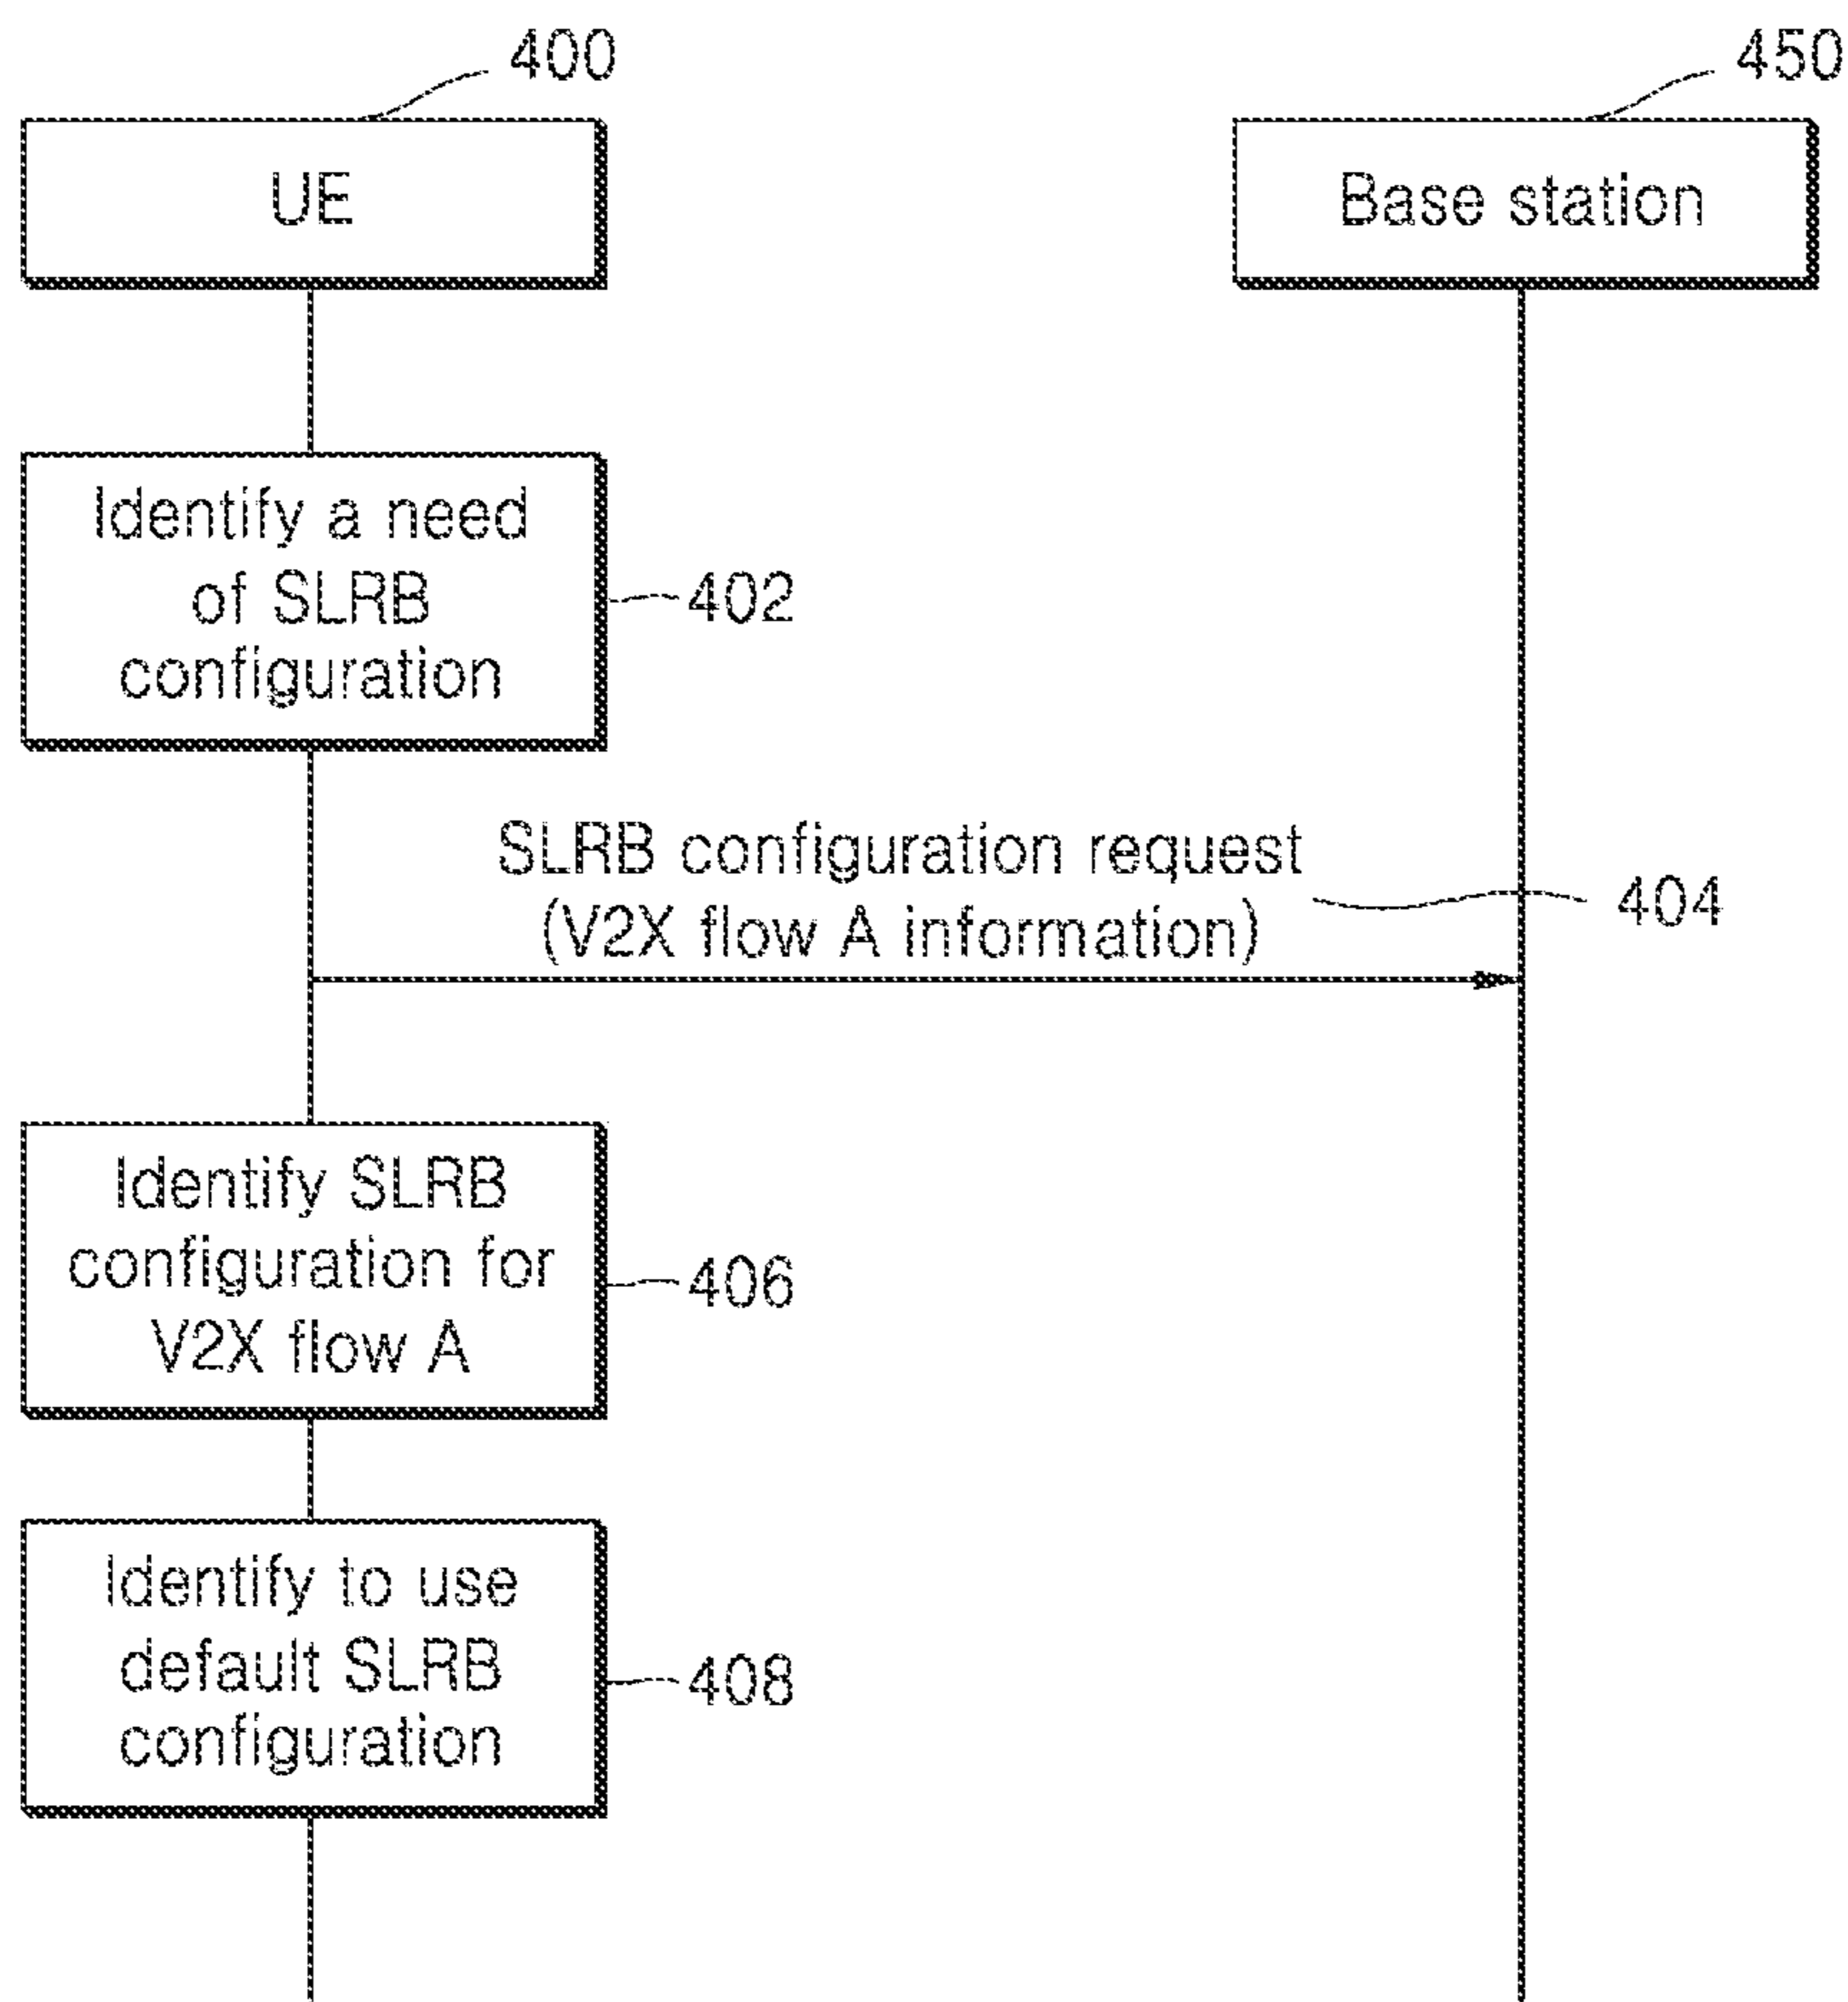 400
450
UE
Base station
Identify a need
of SLRB
configuration
402
SLRB configuration request
(V2X flow A information)
404
Identify SLRB
configuration for
V2X flow A
406
Identify to use
default SLRB
configuration
408